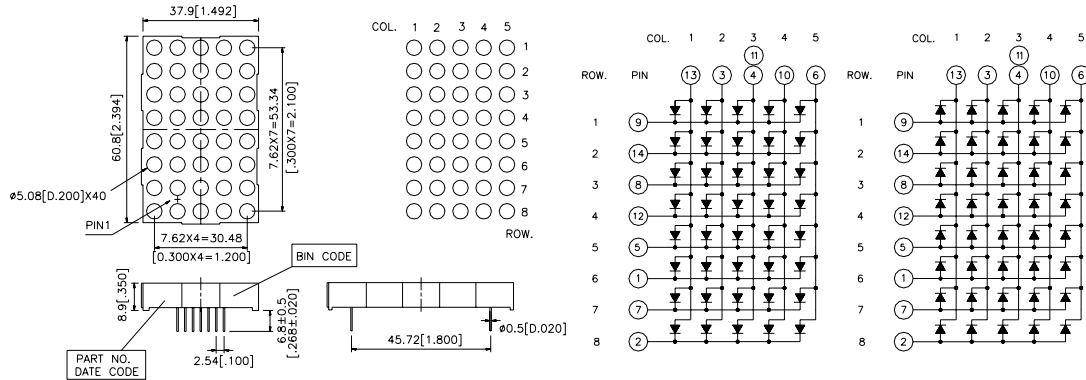 37.9[1.492]
60.8[2.394]
7.62X7=53.34
[.300X7=2.100]
ø5.08[D.200]X40
PIN1
7.62X4=30.48
[0.300X4=1.200]
COL. 1 2 3 4 5
1
2
3
4
5
6
7
8
ROW.
BIN CODE
8.9[.350]
6.8±0.5
[.268±.020]
2.54[.100]
PART NO.
DATE CODE
45.72[1.800]
ø0.5[D.020]
COL. 1 2 3 4 5
11
ROW. PIN 13 3 4 10 6
1 9
2 14
3 8
4 12
5 5
6 1
7 7
8 2
COL. 1 2 3 4 5
11
ROW. PIN 13 3 4 10 6
1 9
2 14
3 8
4 12
5 5
6 1
7 7
8 2